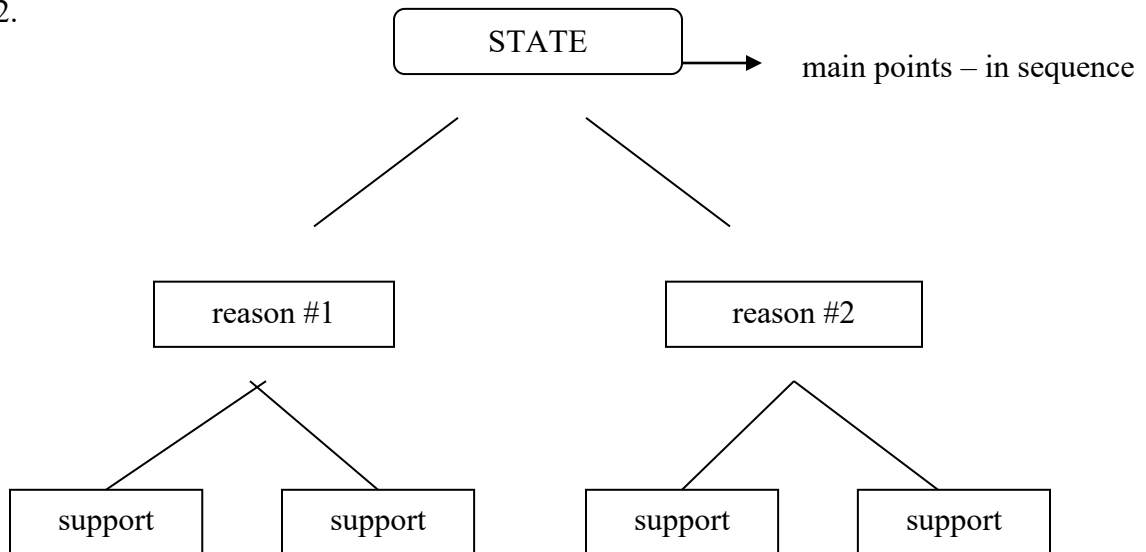 2.
STATE
main points – in sequence
reason #1
reason #2
support
support
support
support